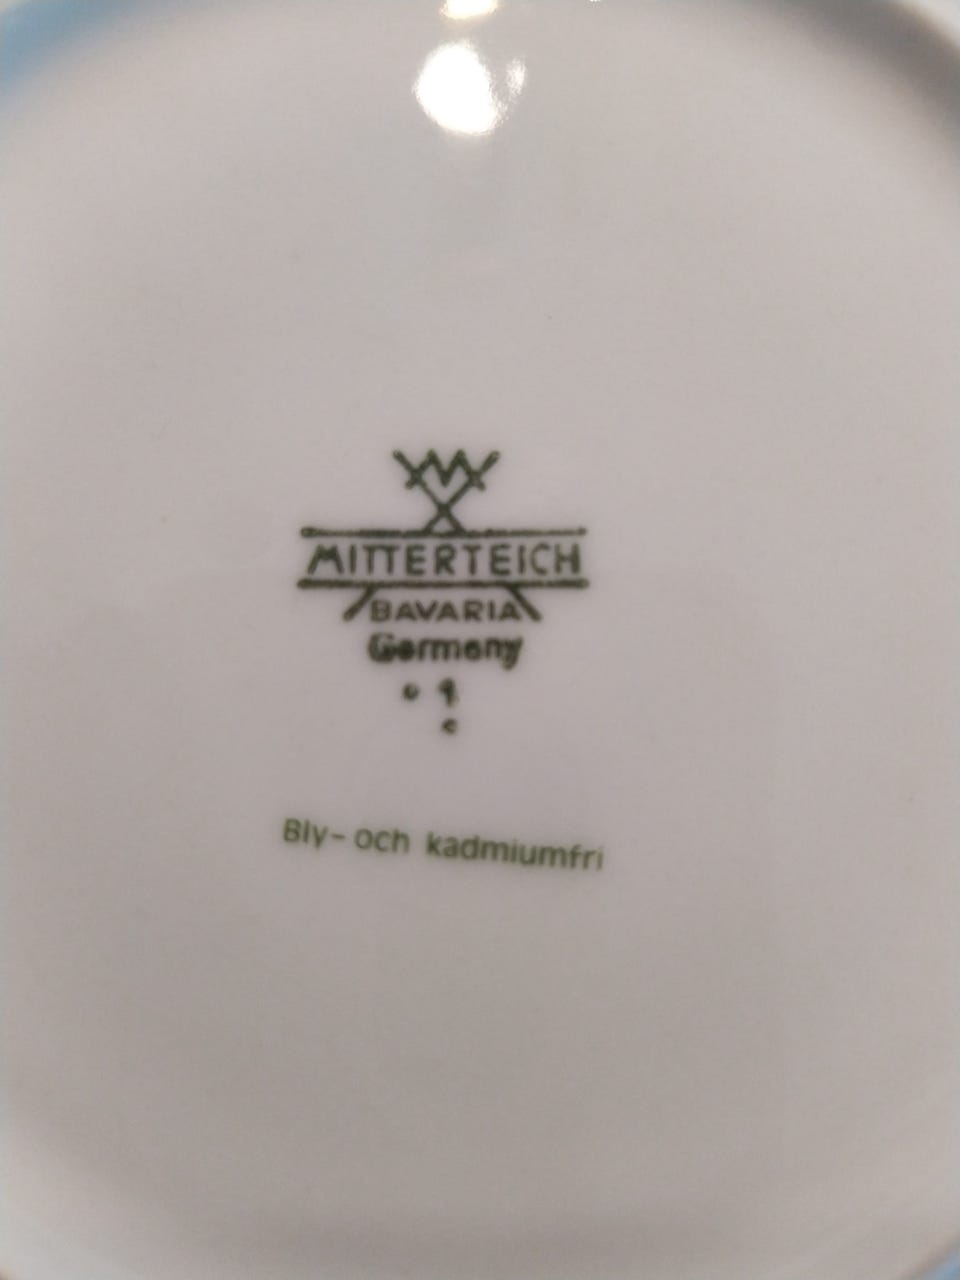 MITTERTEICH
BAVARIA
Germany
Bly- och kadmiumfri